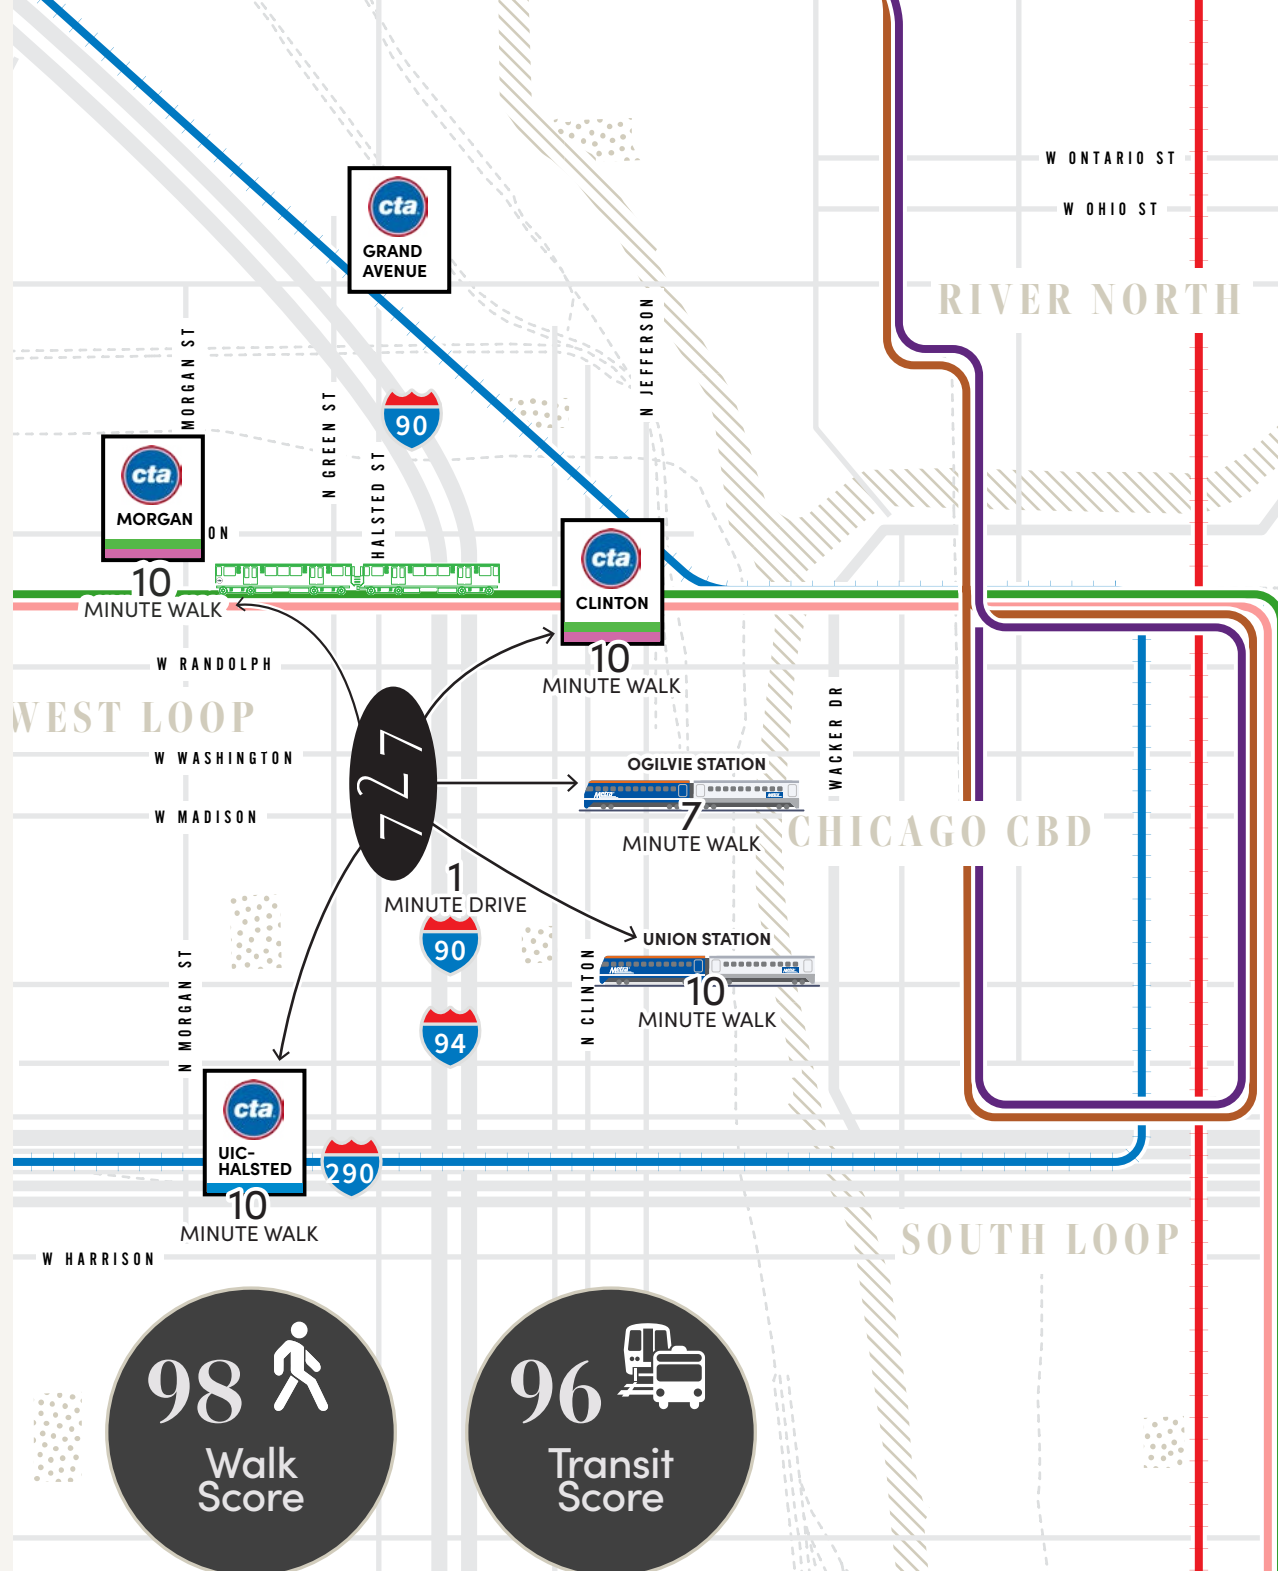 W ONTARIO ST
W OHIO ST
cta
GRAND
AVENUE
RIVER NORTH
N JEFFERSON
MORGAN ST
N GREEN ST
90
HALSTED ST
cta
MORGAN
ON
10
MINUTE WALK
cta
CLINTON
10
MINUTE WALK
W RANDOLPH
WEST LOOP
WACKER DR
W WASHINGTON
727
OGILVIE STATION
Metra
7
MINUTE WALK
W MADISON
CHICAGO CBD
1
MINUTE DRIVE
90
UNION STATION
Metra
10
MINUTE WALK
N CLINTON
N MORGAN ST
94
cta
UIC-
HALSTED
290
10
MINUTE WALK
SOUTH LOOP
W HARRISON
98
Walk
Score
96
Transit
Score